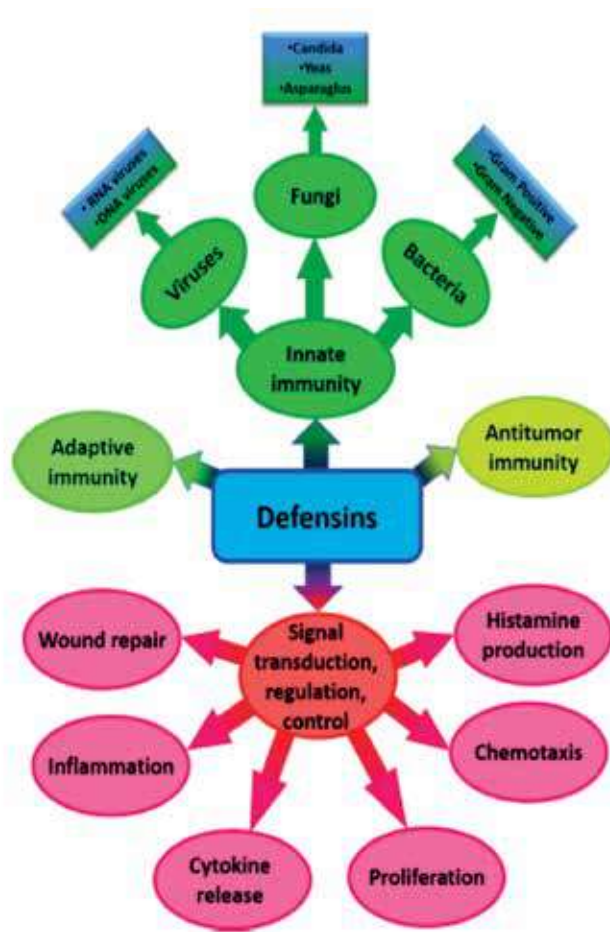 •Candida
•Yeas
•Asparaglus
• RNA viruses
•DNA viruses
•Gram Positive
•Gram Negative
Fungi
Viruses
Bacteria
Innate
immunity
Adaptive
immunity
Antitumor
immunity
Defensins
Signal
transduction,
regulation,
control
Wound repair
Histamine
production
Inflammation
Chemotaxis
Cytokine
release
Proliferation